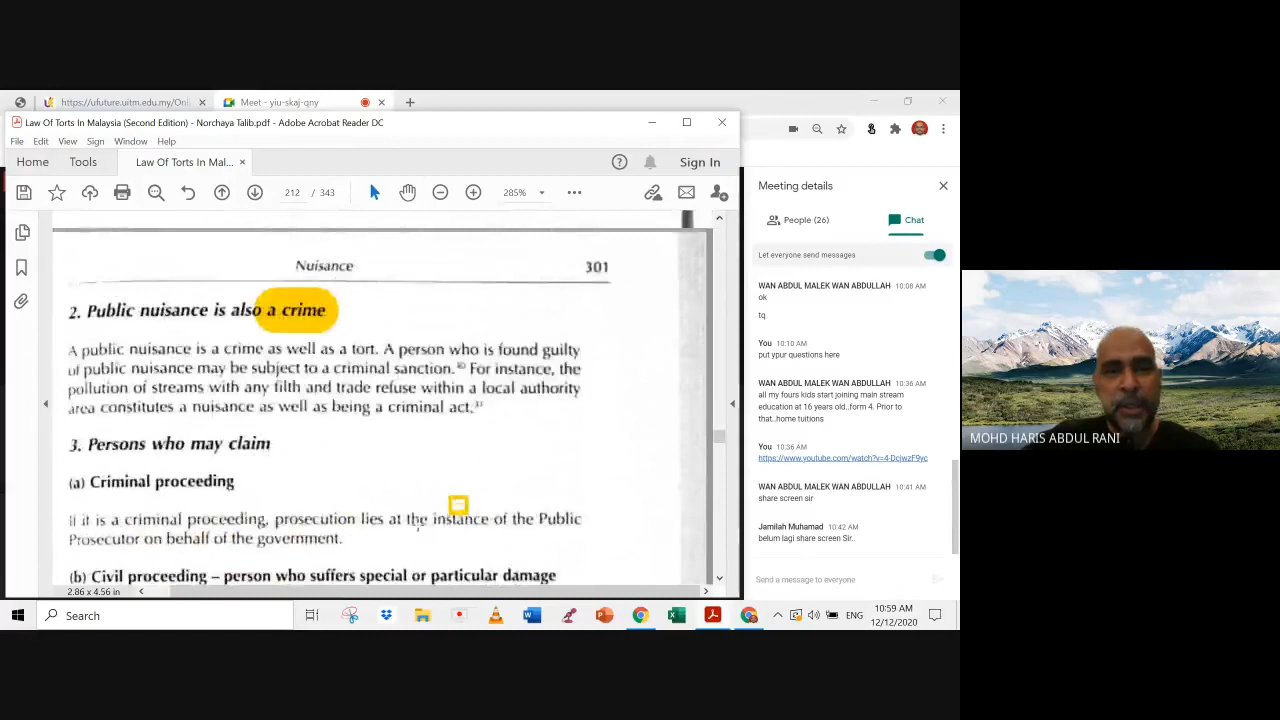 https://ufuture.uitm.edu.my/Onl
Meet - yiu-skaj-qny
Law Of Torts In Malaysia (Second Edition) - Norchaya Talib.pdf - Adobe Acrobat Reader DC
File Edit View Sign Window Help
Home Tools Law Of Torts In Mal... Sign In
212 / 343 285%
Nuisance 301
2. Public nuisance is also a crime
A public nuisance is a crime as well as a tort. A person who is found guilty
of public nuisance may be subject to a criminal sanction. For instance, the
pollution of streams with any filth and trade refuse within a local authority
area constitutes a nuisance as well as being a criminal act.
3. Persons who may claim
(a) Criminal proceeding
If it is a criminal proceeding, prosecution lies at the instance of the Public
Prosecutor on behalf of the government.
(b) Civil proceeding – person who suffers special or particular damage
2.86 x 4.56 in
Meeting details
People (26) Chat
Let everyone send messages
WAN ABDUL MALEK WAN ABDULLAH 10:08 AM
ok
tq
You 10:10 AM
put ypur questions here
WAN ABDUL MALEK WAN ABDULLAH 10:36 AM
all my fours kids start joining main stream
education at 16 years old..form 4. Prior to
that..home tuitions
You 10:36 AM
https://www.youtube.com/watch?v=4-DcjwzF9yc
WAN ABDUL MALEK WAN ABDULLAH 10:41 AM
share screen sir
Jamilah Muhamad 10:42 AM
belum lagi share screen Sir..
Send a message to everyone
MOHD HARIS ABDUL RANI
Search
ENG
10:59 AM
12/12/2020